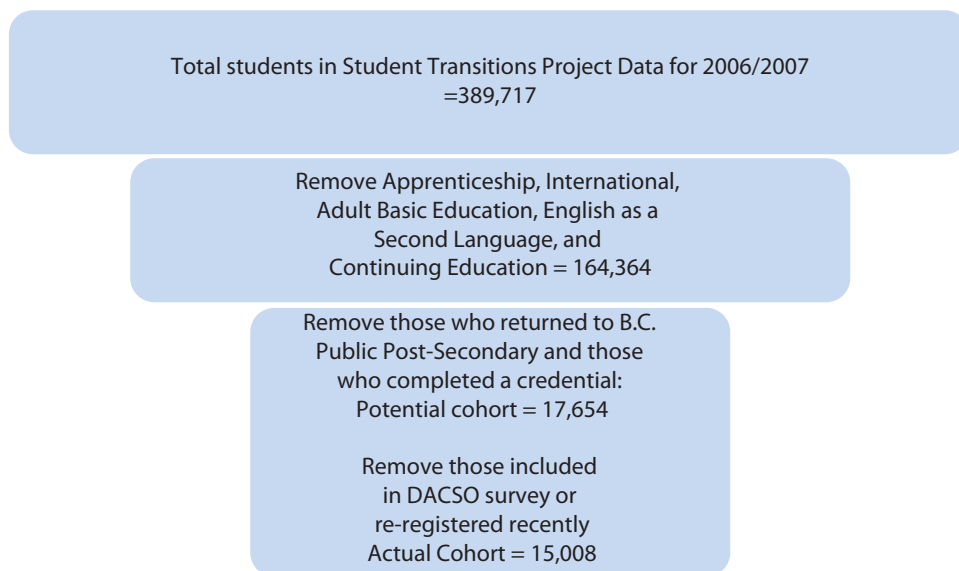 Total students in Student Transitions Project Data for 2006/2007
=389,717
Remove Apprenticeship, International,
Adult Basic Education, English as a
Second Language, and
Continuing Education = 164,364
Remove those who returned to B.C.
Public Post-Secondary and those
who completed a credential:
Potential cohort = 17,654
Remove those included
in DACSO survey or
re-registered recently
Actual Cohort = 15,008